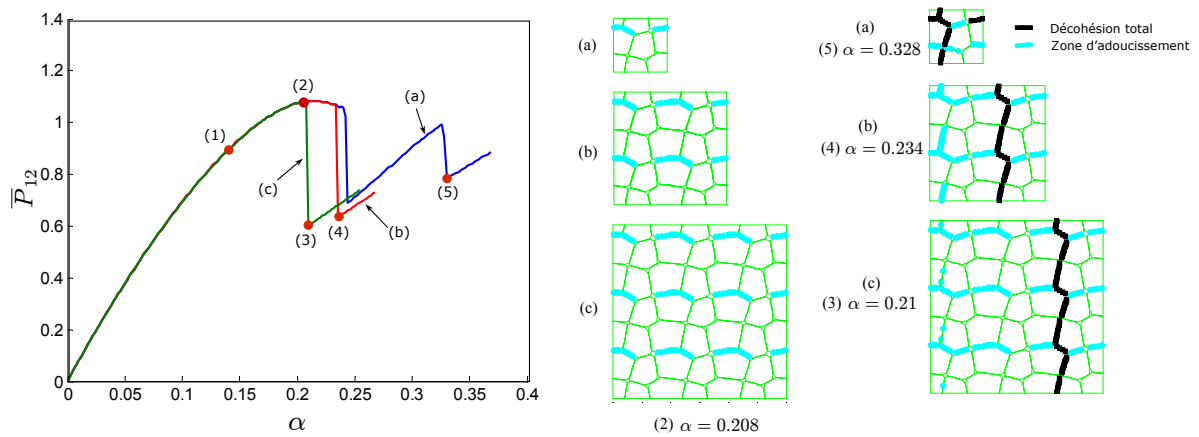 1.4
1.2
1
0.8
0.6
0.4
0.2
0
P̅₁₂
0
0.05
0.1
0.15
0.2
0.25
0.3
0.35
0.4
α
(1)
(2)
(a)
(c)
(3)
(4)
(b)
(5)
(a)
(b)
(c)
(2) α = 0.208
(a)
(5) α = 0.328
Décohésion total
Zone d'adoucissement
(b)
(4) α = 0.234
(c)
(3) α = 0.21